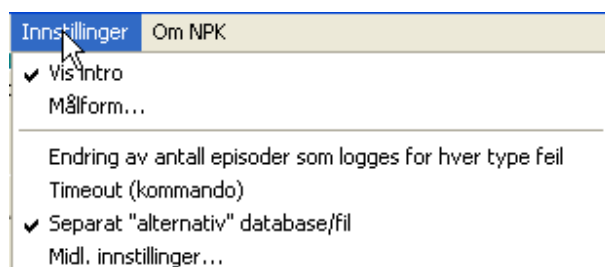 Innstillinger Om NPK
Vis Intro
Målform...
Endring av antall episoder som logges for hver type feil
Timeout (kommando)
Separat "alternativ" database/fil
Midl. innstillinger...